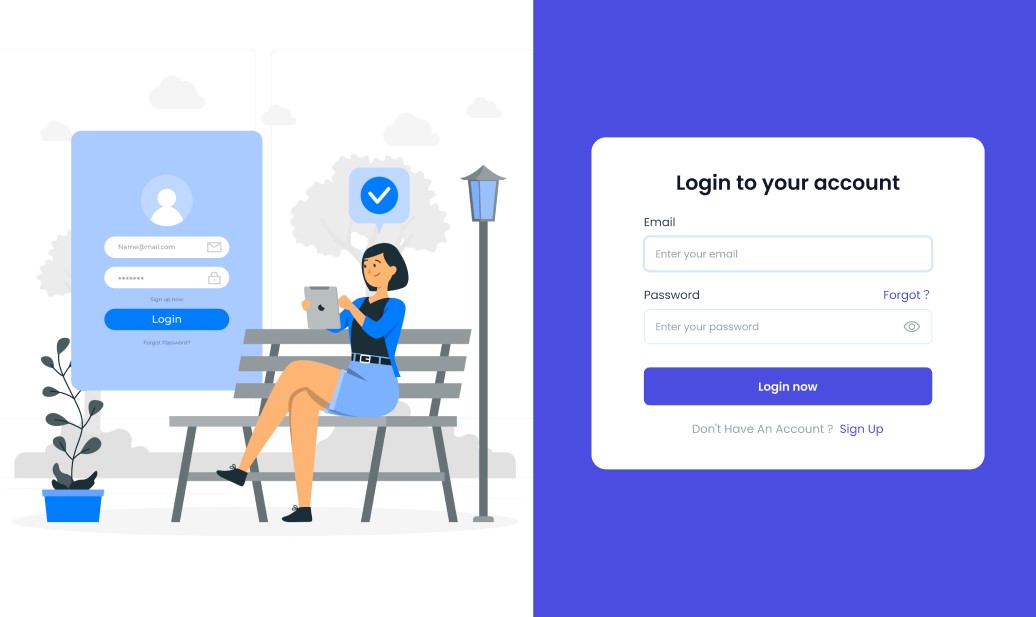 Name@mail.com
*******
Sign up now
Login
Forgot Password?
Login to your account
Email
Enter your email
Password
Forgot ?
Enter your password
Login now
Don't Have An Account ? Sign Up